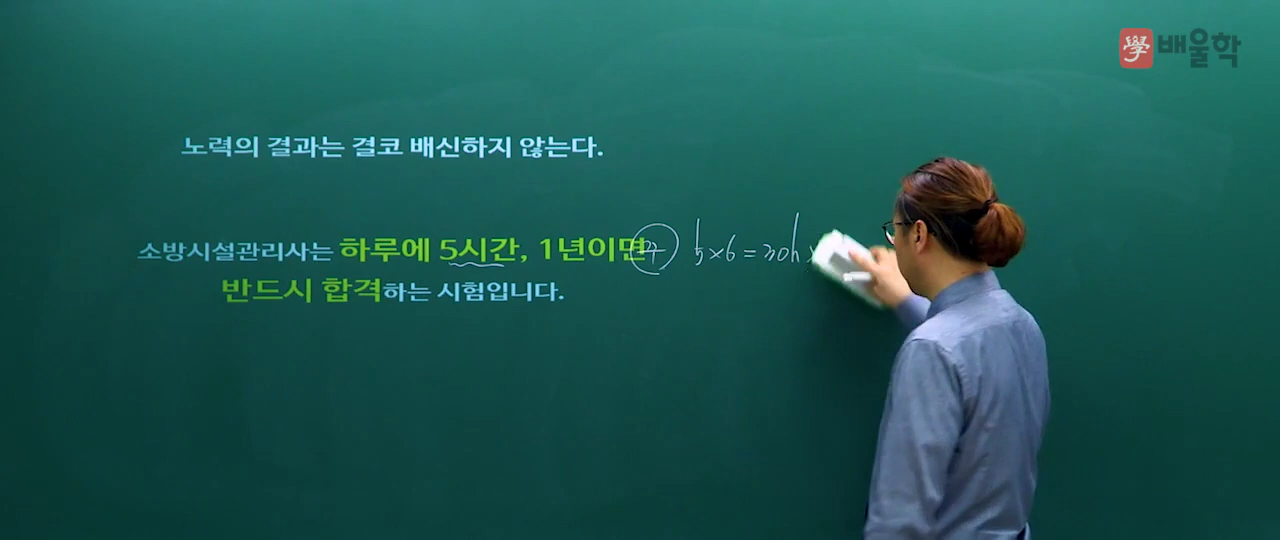 學 배울학
노력의 결과는 결코 배신하지 않는다.
소방시설관리사는 하루에 5시간, 1년이면
5×6=30h×
반드시 합격하는 시험입니다.